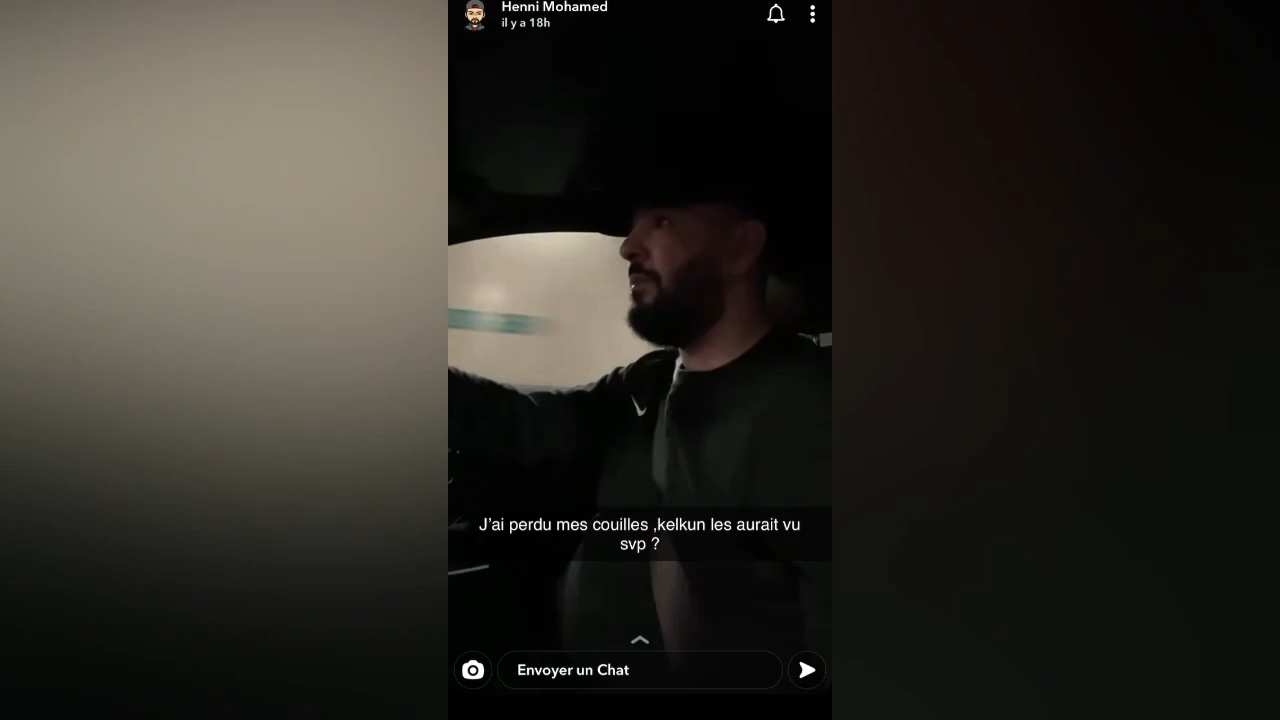 Henni Mohamed
il y a 18h
J'ai perdu mes couilles ,kelkun les aurait vu
svp ?
Envoyer un Chat